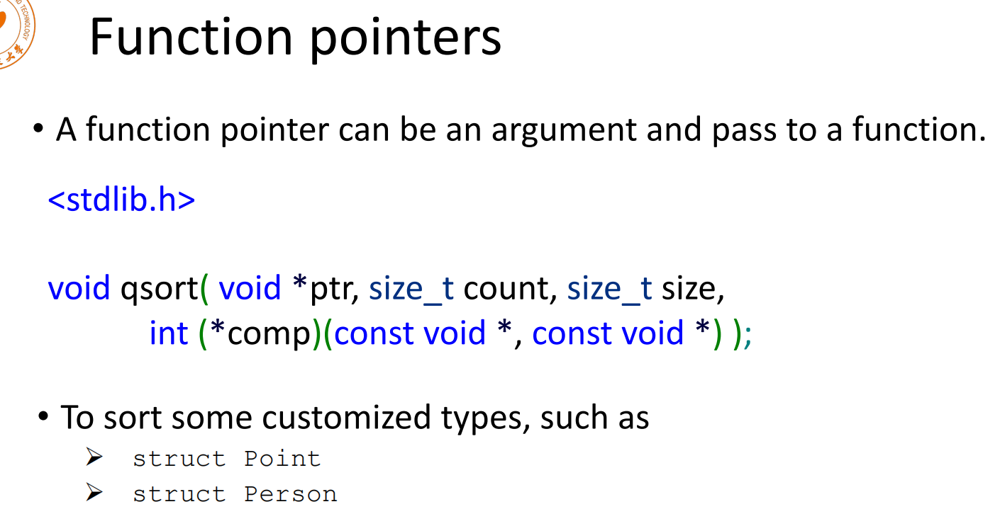 TECHNOLOGY
Function pointers
• A function pointer can be an argument and pass to a function.
<stdlib.h>
void qsort( void *ptr, size_t count, size_t size,
int (*comp)(const void *, const void *) );
• To sort some customized types, such as
➢ struct Point
➢ struct Person